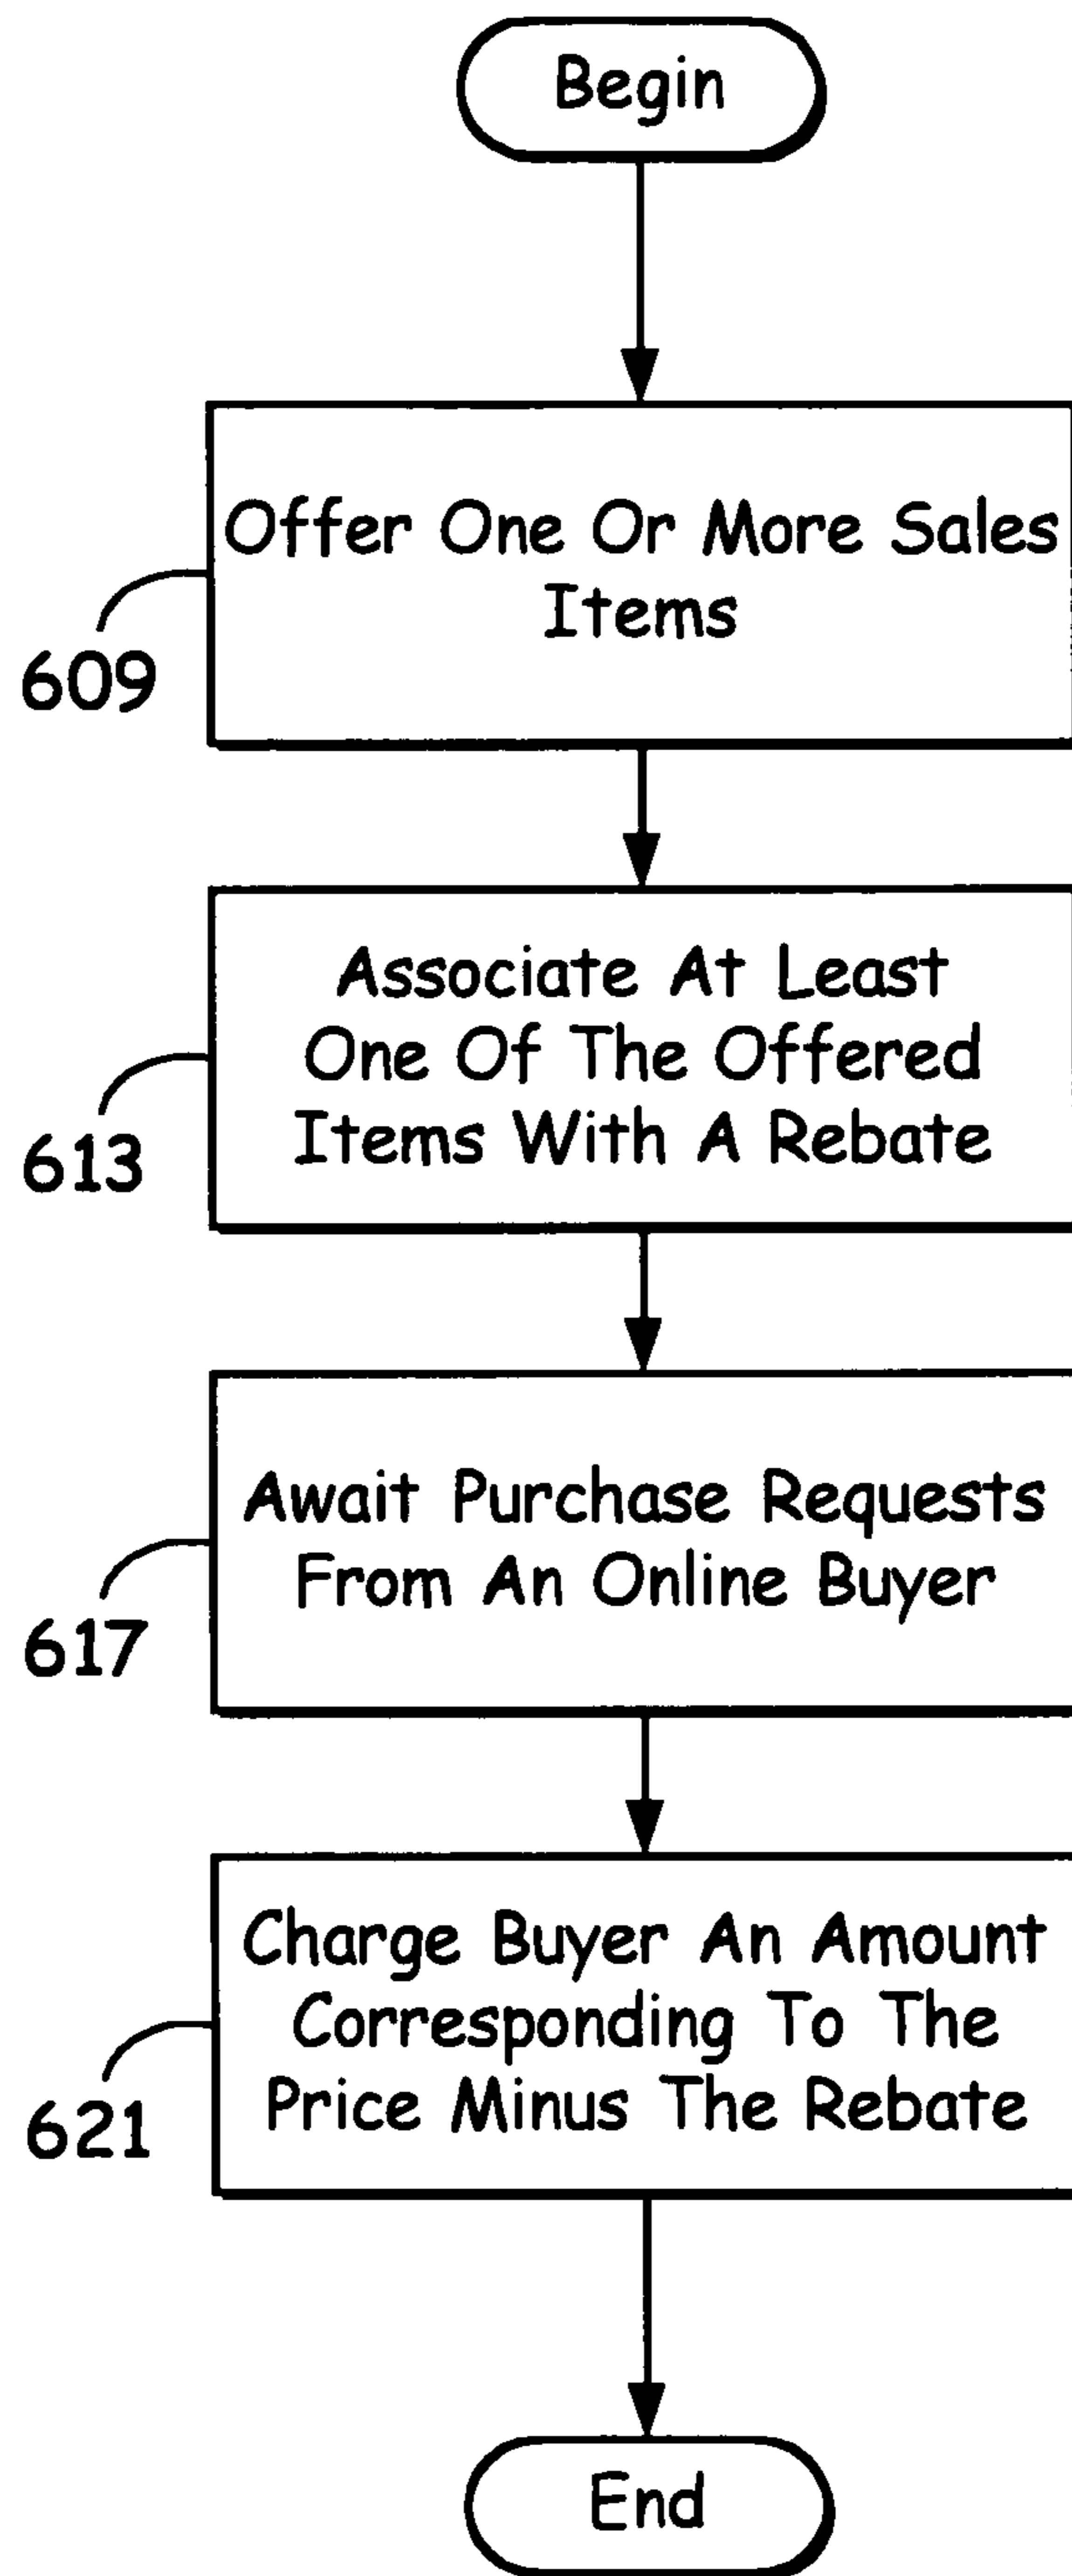 Begin
Offer One Or More Sales
Items
609
Associate At Least
One Of The Offered
Items With A Rebate
613
Await Purchase Requests
From An Online Buyer
617
Charge Buyer An Amount
Corresponding To The
Price Minus The Rebate
621
End